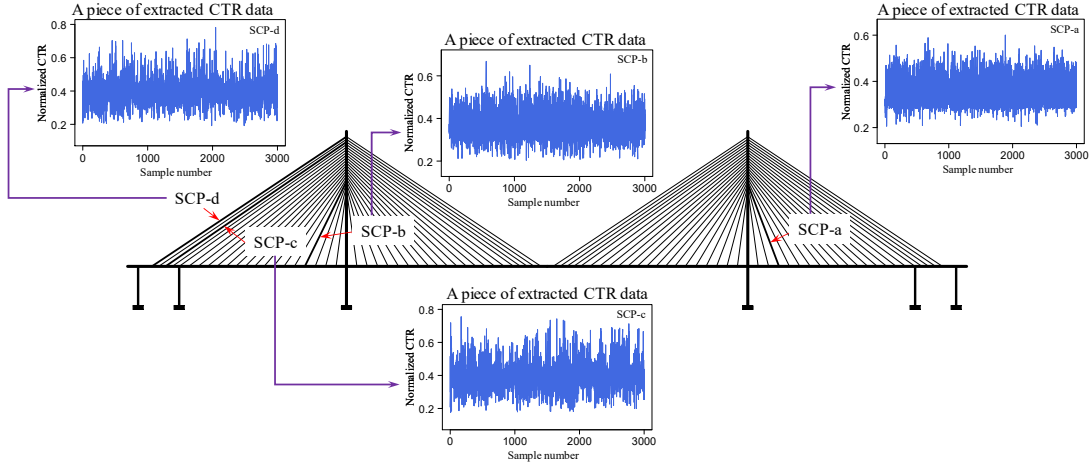 A piece of extracted CTR data
SCP-d
Normalized CTR
0.8
0.6
0.4
0.2
0
1000
2000
3000
Sample number
A piece of extracted CTR data
SCP-b
Normalized CTR
0.6
0.4
0.2
0
1000
2000
3000
Sample number
A piece of extracted CTR data
SCP-a
Normalized CTR
0.6
0.4
0.2
0
1000
2000
3000
Sample number
SCP-d
SCP-c
SCP-b
SCP-a
A piece of extracted CTR data
SCP-c
Normalized CTR
0.8
0.6
0.4
0.2
0
1000
2000
3000
Sample number